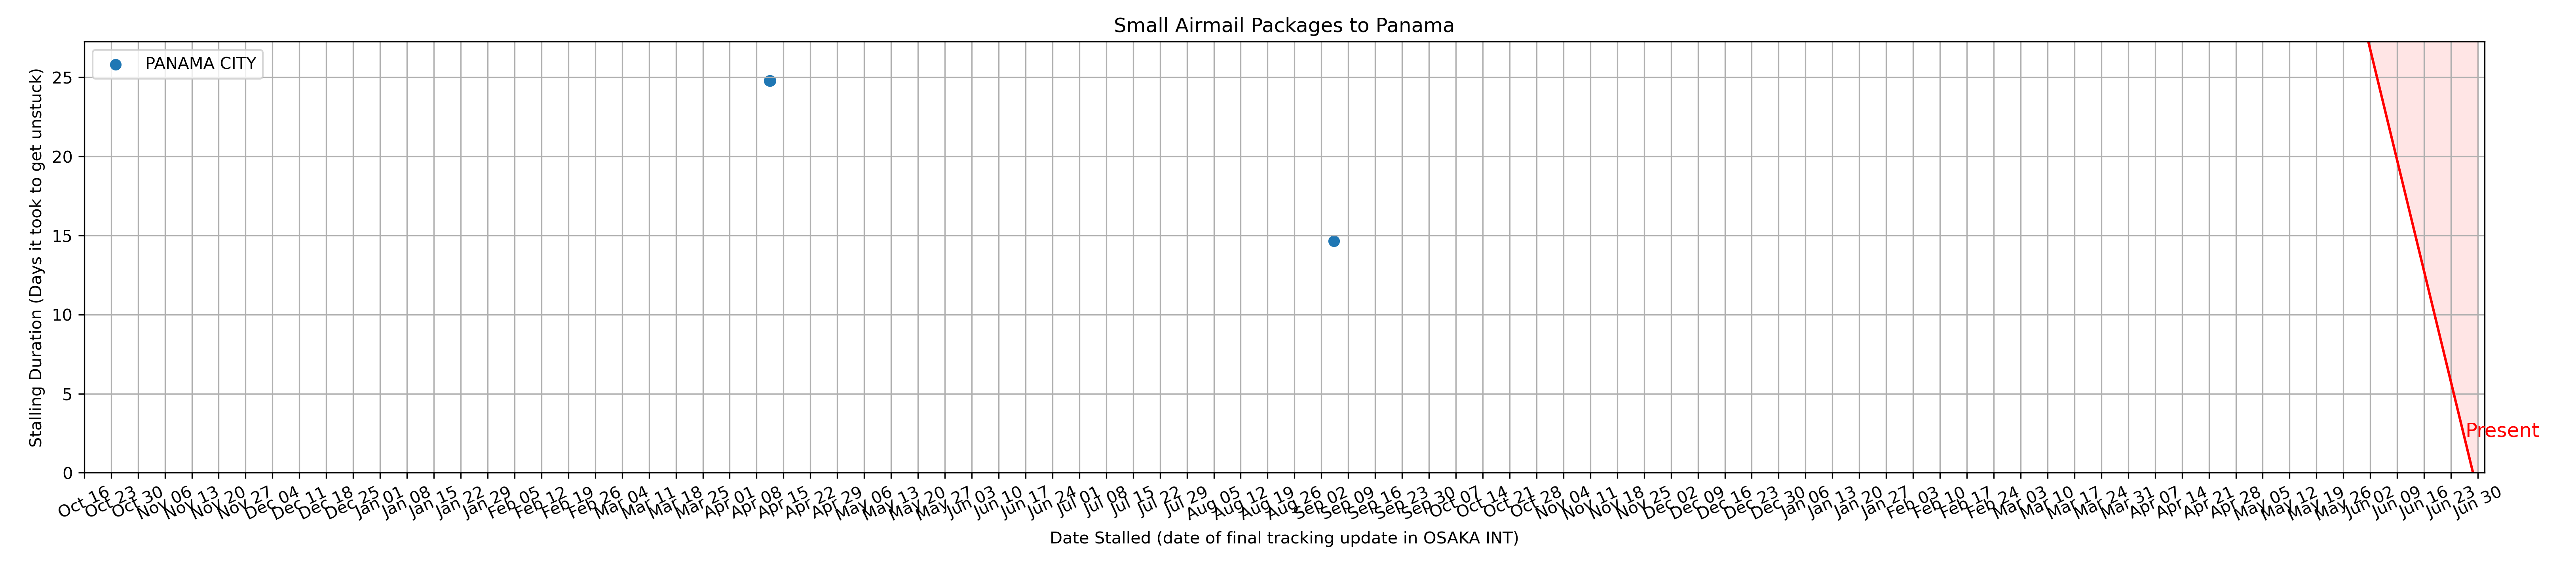 Small Airmail Packages to Panama
PANAMA CITY
Stalling Duration (Days it took to get unstuck)
25
20
15
10
5
0
Present
Oct 16 Oct 23 Oct 30 Nov 06 Nov 13 Nov 20 Nov 27 Dec 04 Dec 11 Dec 18 Dec 25 Jan 01 Jan 08 Jan 15 Jan 22 Jan 29 Feb 05 Feb 12 Feb 19 Feb 26 Mar 04 Mar 11 Mar 18 Mar 25 Apr 01 Apr 08 Apr 15 Apr 22 Apr 29 May 06 May 13 May 20 May 27 Jun 03 Jun 10 Jun 17 Jun 24 Jul 01 Jul 08 Jul 15 Jul 22 Jul 29 Aug 05 Aug 12 Aug 19 Aug 26 Sep 02 Sep 09 Sep 16 Sep 23 Sep 30 Oct 07 Oct 14 Oct 21 Oct 28 Nov 04 Nov 11 Nov 18 Nov 25 Dec 02 Dec 09 Dec 16 Dec 23 Dec 30 Jan 06 Jan 13 Jan 20 Jan 27 Feb 03 Feb 10 Feb 17 Feb 24 Mar 03 Mar 10 Mar 17 Mar 24 Mar 31 Apr 07 Apr 14 Apr 21 Apr 28 May 05 May 12 May 19 May 26 Jun 02 Jun 09 Jun 16 Jun 23 Jun 30
Date Stalled (date of final tracking update in OSAKA INT)